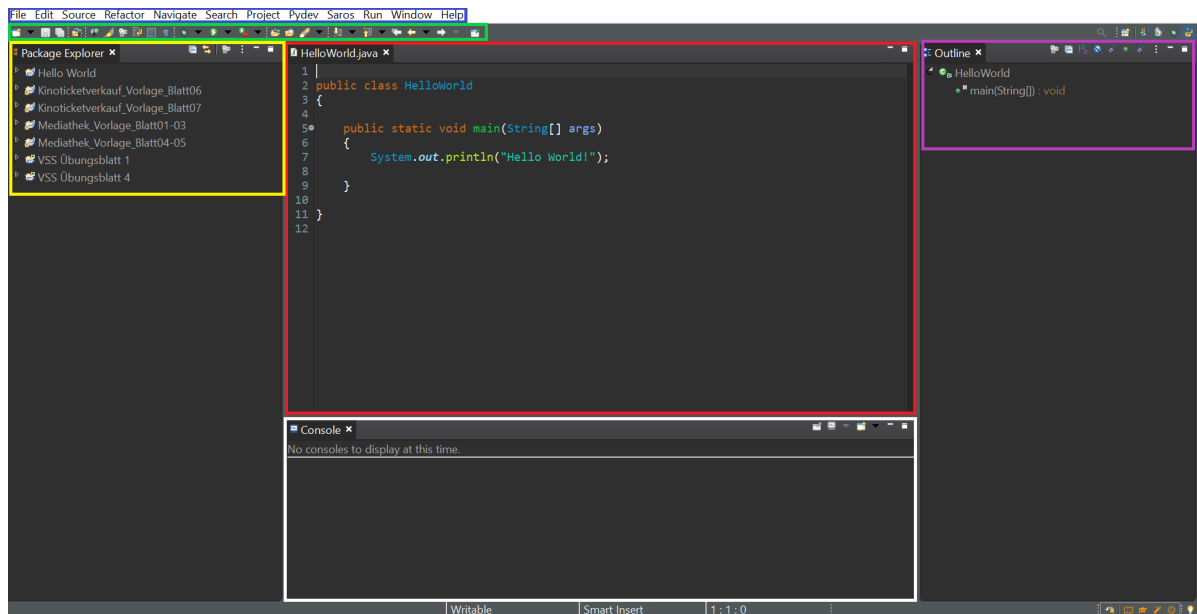 File Edit Source Refactor Navigate Search Project Pydev Saros Run Window Help
Package Explorer
Hello World
Kinoticketverkauf_Vorlage_Blatt06
Kinoticketverkauf_Vorlage_Blatt07
Mediathek_Vorlage_Blatt01-03
Mediathek_Vorlage_Blatt04-05
VSS Übungsblatt 1
VSS Übungsblatt 4
HelloWorld.java
1
2 public class HelloWorld
3 {
4
5 public static void main(String[] args)
6 {
7 System.out.println("Hello World!");
8
9 }
10
11 }
12
Console
No consoles to display at this time.
Outline
HelloWorld
main(String[]) : void
Writable Smart Insert 1 : 1 : 0